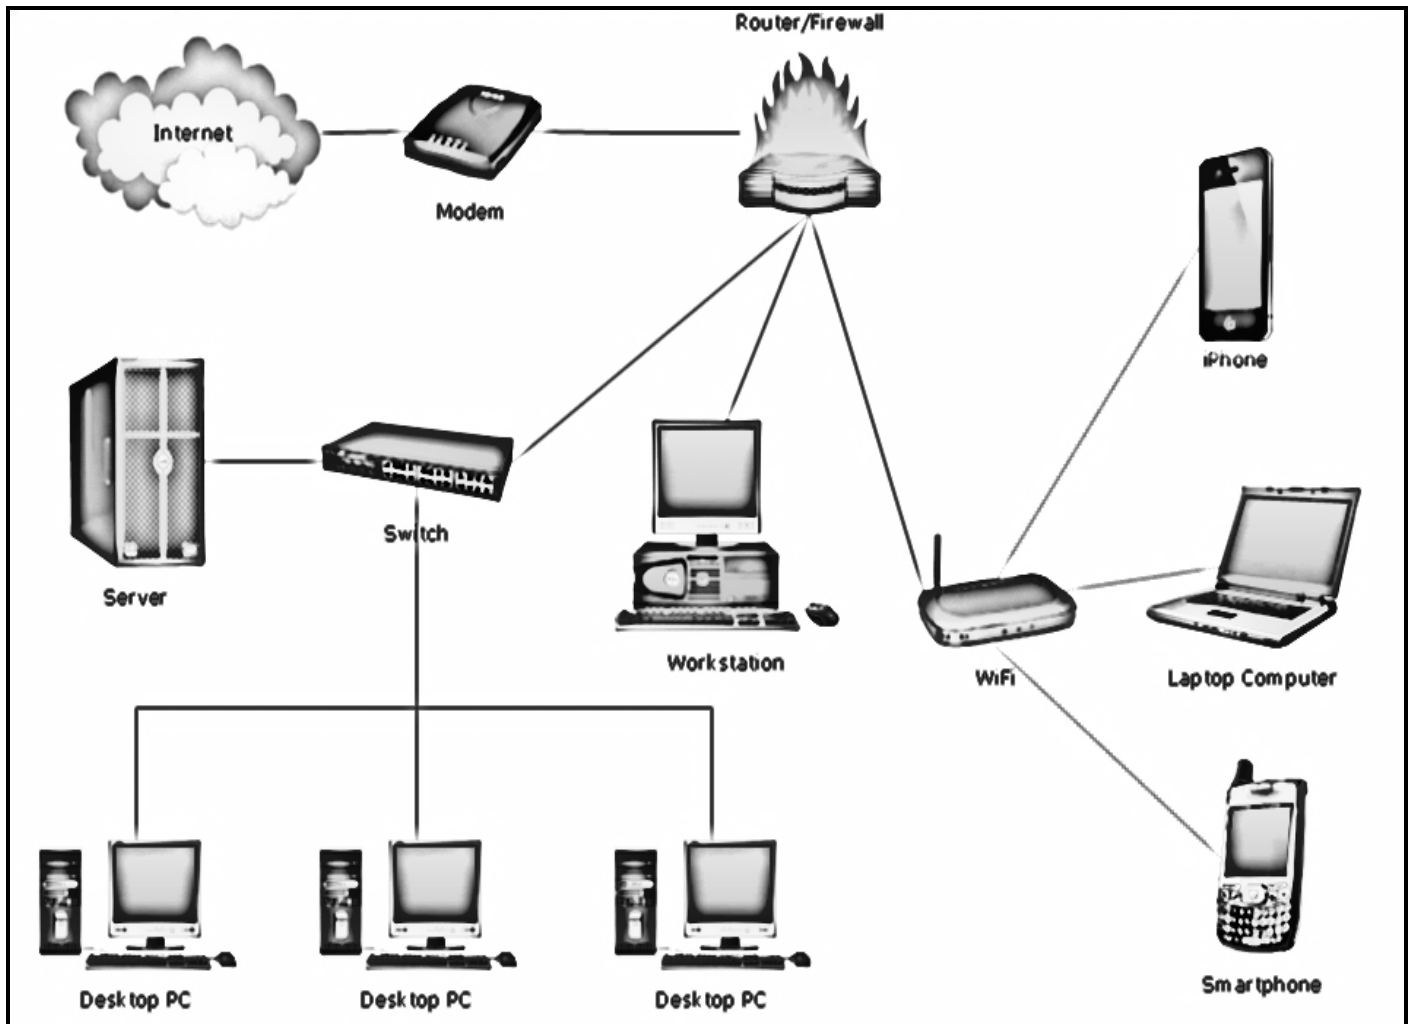 Router/Firewall
Internet
Modem
iPhone
Server
Switch
Workstation
WiFi
Laptop Computer
Desktop PC
Desktop PC
Desktop PC
Smartphone